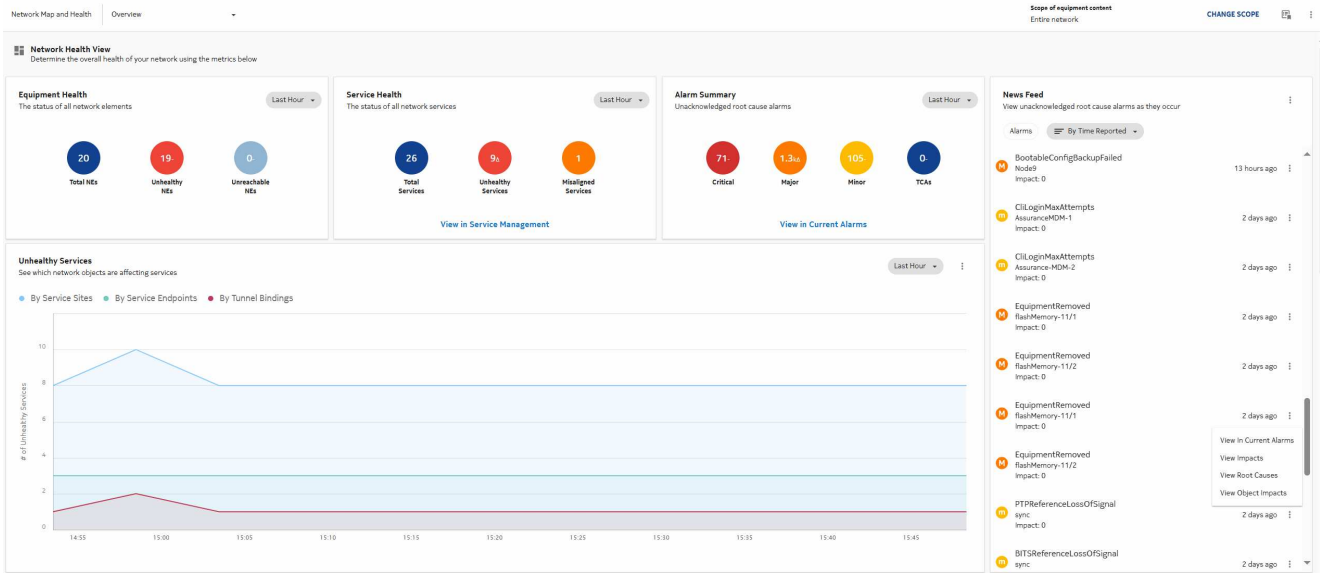 Network Map and Health
Overview
Scope of equipment content
Entire network
CHANGE SCOPE
Network Health View
Determine the overall health of your network using the metrics below
Equipment Health
The status of all network elements
Last Hour
20
Total NEs
19-
Unhealthy
NEs
0-
Unreachable
NEs
Service Health
The status of all network services
Last Hour
26
Total
Services
9
Unhealthy
Services
1
Misaligned
Services
View in Service Management
Alarm Summary
Unacknowledged root cause alarms
Last Hour
71-
Critical
1.3k
Major
105-
Minor
0-
TCAs
View in Current Alarms
Unhealthy Services
See which network objects are affecting services
Last Hour
By Service Sites
By Service Endpoints
By Tunnel Bindings
# of Unhealthy Services
10
8
6
4
2
0
14:55
15:00
15:05
15:10
15:15
15:20
15:25
15:30
15:35
15:40
15:45
News Feed
View unacknowledged root cause alarms as they occur
Alarms
By Time Reported
M
BootableConfigBackupFailed
Node9
Impact: 0
13 hours ago
m
CliLoginMaxAttempts
AssuranceMDM-1
Impact: 0
2 days ago
m
CliLoginMaxAttempts
Assurance-MDM-2
Impact: 0
2 days ago
M
EquipmentRemoved
flashMemory-11/1
Impact: 0
2 days ago
M
EquipmentRemoved
flashMemory-11/2
Impact: 0
2 days ago
M
EquipmentRemoved
flashMemory-11/1
Impact: 0
2 days ago
View In Current Alarms
View Impacts
View Root Causes
View Object Impacts
M
EquipmentRemoved
flashMemory-11/2
Impact: 0
m
PTPReferenceLossOfSignal
sync
Impact: 0
2 days ago
m
BITSReferenceLossOfSignal
sync
2 days ago